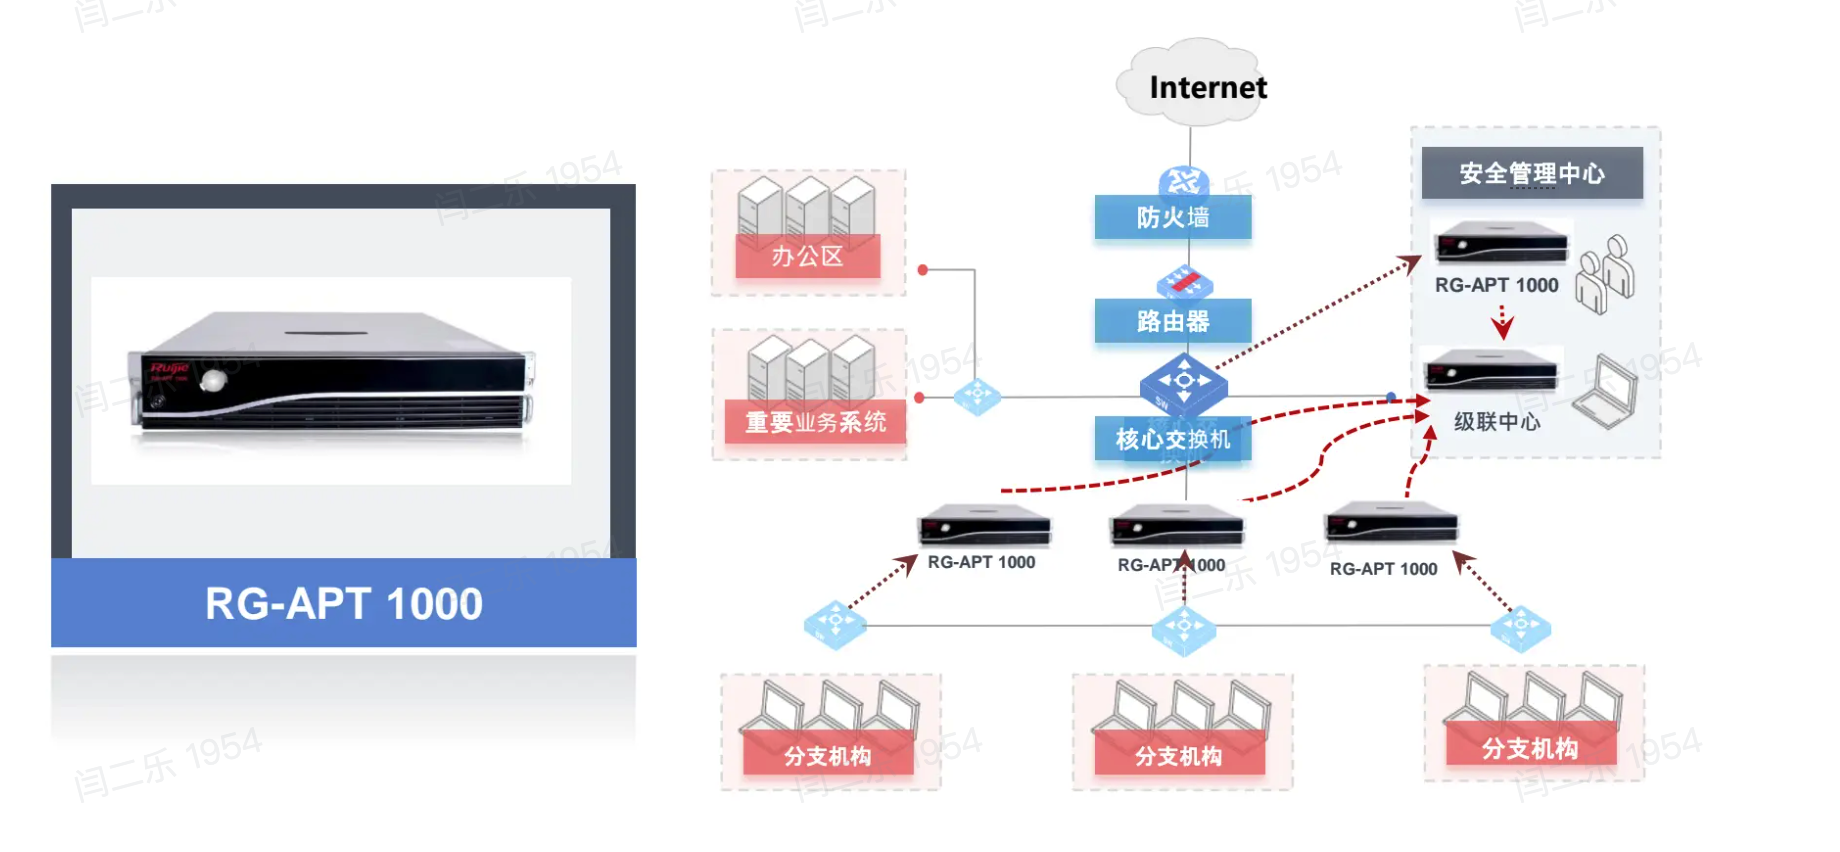 Ruijie
RG-APT 1000
Internet
防火墙
路由器
核心交换机
办公区
重要业务系统
安全管理中心
RG-APT 1000
级联中心
RG-APT 1000
RG-APT 1000
RG-APT 1000
分支机构
分支机构
分支机构
闫二乐 1954